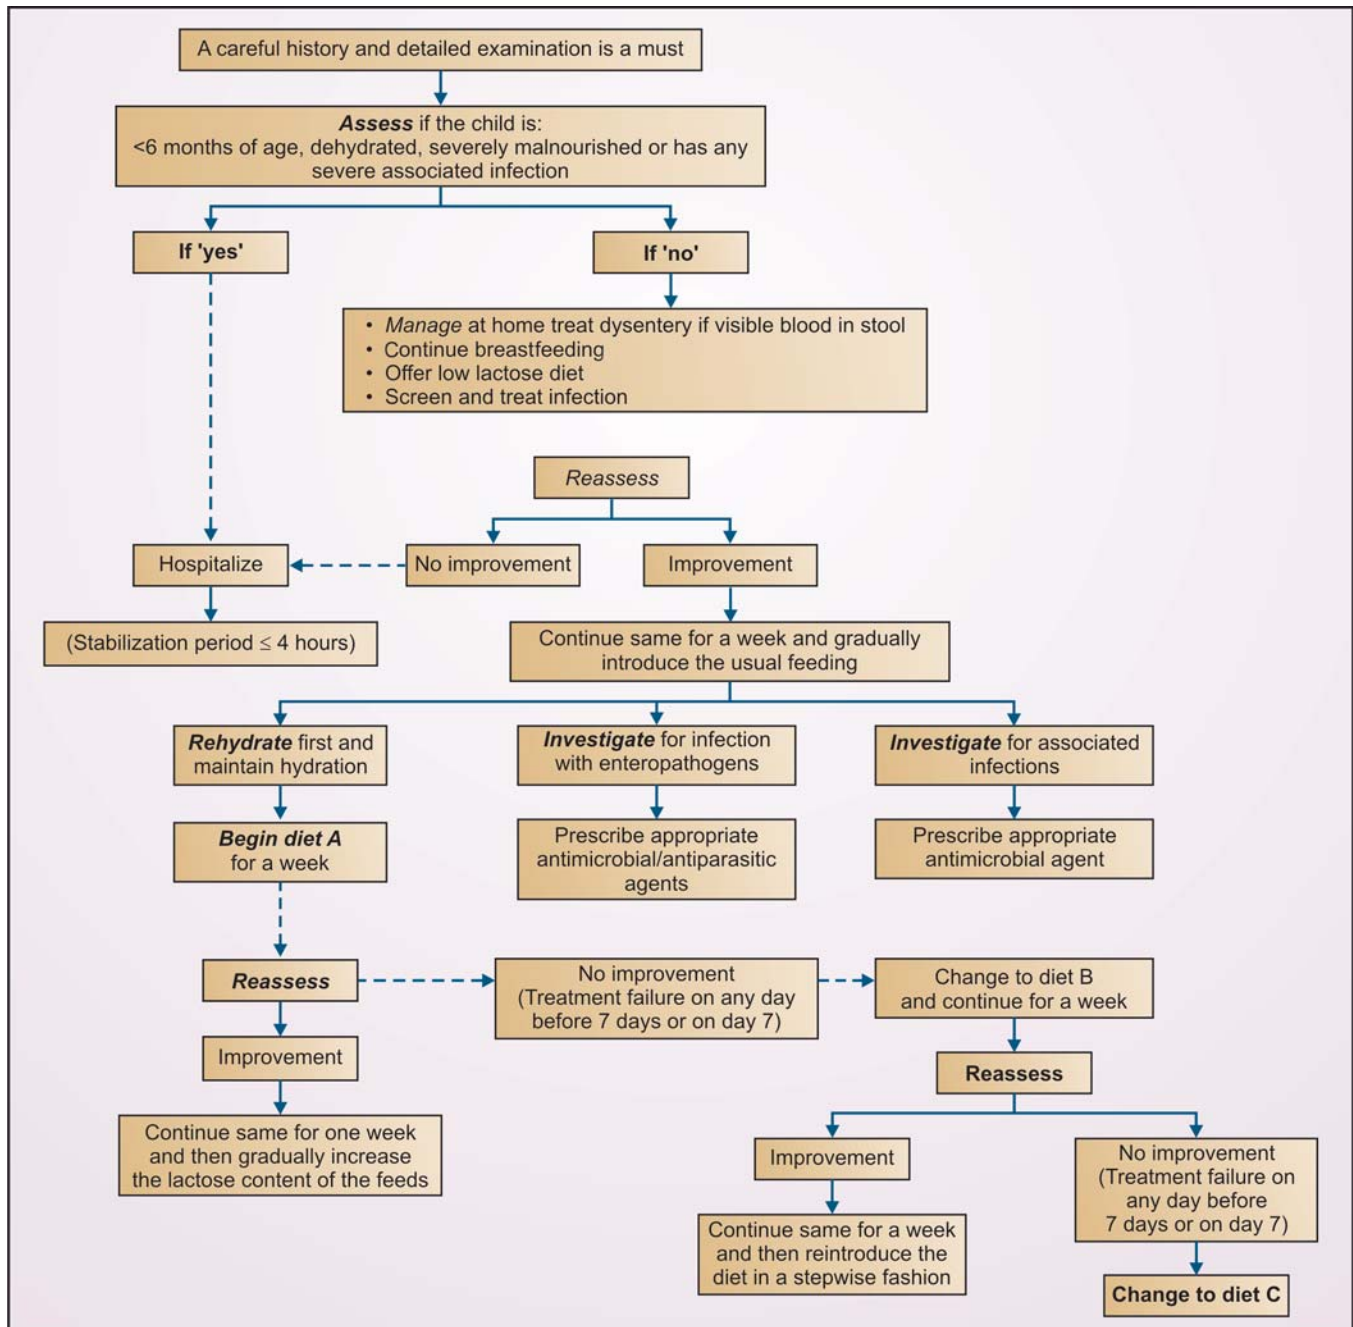 A careful history and detailed examination is a must
Assess if the child is:
<6 months of age, dehydrated, severely malnourished or has any
severe associated infection
If 'yes'
If 'no'
• Manage at home treat dysentery if visible blood in stool
• Continue breastfeeding
• Offer low lactose diet
• Screen and treat infection
Reassess
Hospitalize
No improvement
Improvement
(Stabilization period ≤ 4 hours)
Continue same for a week and gradually
introduce the usual feeding
Rehydrate first and
maintain hydration
Investigate for infection
with enteropathogens
Investigate for associated
infections
Begin diet A
for a week
Prescribe appropriate
antimicrobial/antiparasitic
agents
Prescribe appropriate
antimicrobial agent
Reassess
No improvement
(Treatment failure on any day
before 7 days or on day 7)
Change to diet B
and continue for a week
Improvement
Reassess
Continue same for one week
and then gradually increase
the lactose content of the feeds
Improvement
No improvement
(Treatment failure on
any day before
7 days or on day 7)
Continue same for a week
and then reintroduce the
diet in a stepwise fashion
Change to diet C